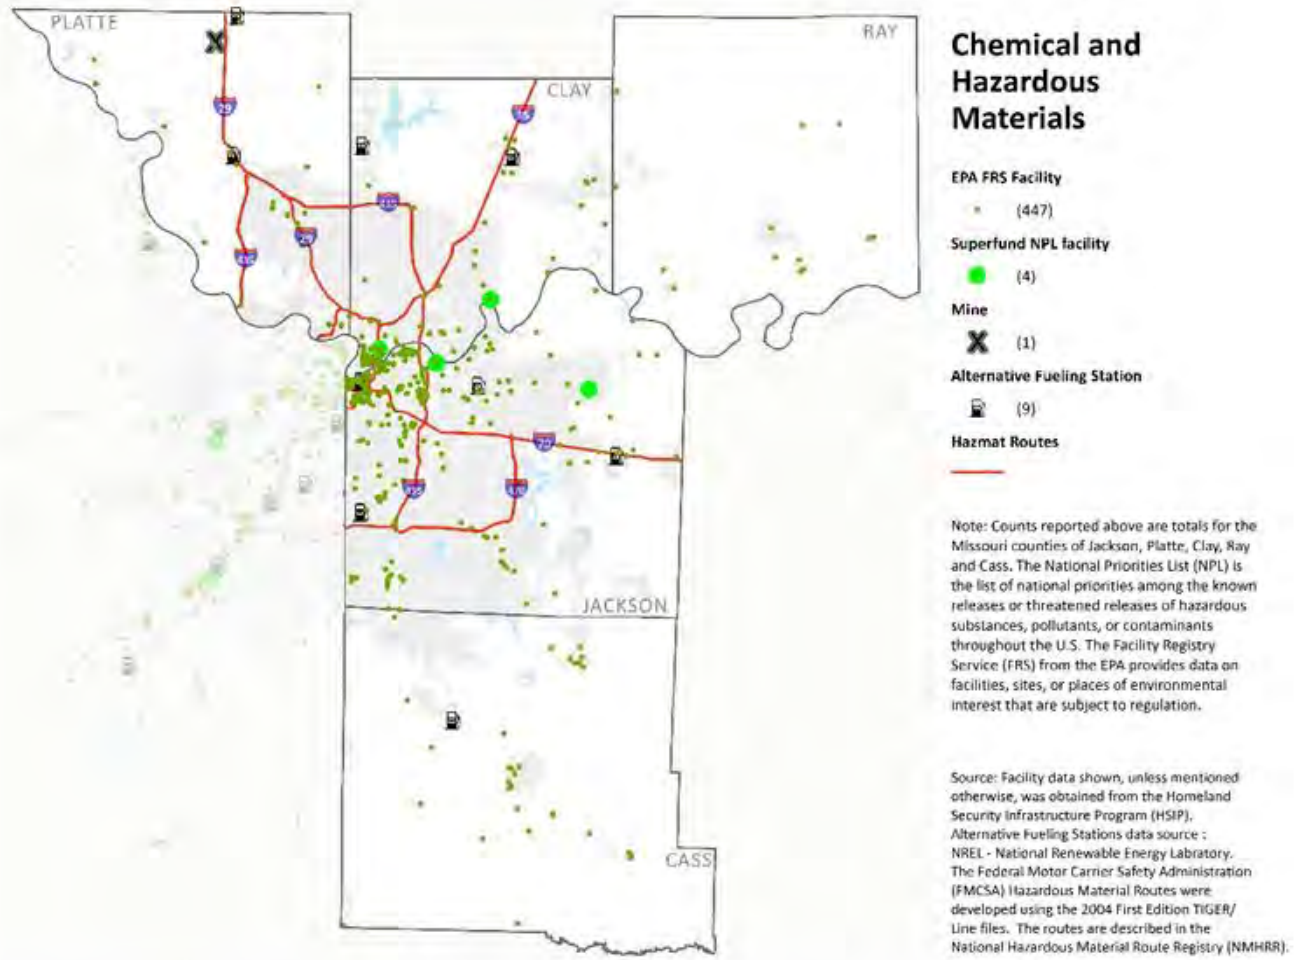 PLATTE
RAY
CLAY
29
35
435
29
435
70
435
470
JACKSON
CASS
Chemical and
Hazardous
Materials
EPA FRS Facility
(447)
Superfund NPL facility
(4)
Mine
(1)
Alternative Fueling Station
(9)
Hazmat Routes
Note: Counts reported above are totals for the
Missouri counties of Jackson, Platte, Clay, Ray
and Cass. The National Priorities List (NPL) is
the list of national priorities among the known
releases or threatened releases of hazardous
substances, pollutants, or contaminants
throughout the U.S. The Facility Registry
Service (FRS) from the EPA provides data on
facilities, sites, or places of environmental
interest that are subject to regulation.
Source: Facility data shown, unless mentioned
otherwise, was obtained from the Homeland
Security Infrastructure Program (HSIP).
Alternative Fueling Stations data source :
NREL - National Renewable Energy Labratory.
The Federal Motor Carrier Safety Administration
(FMCSA) Hazardous Material Routes were
developed using the 2004 First Edition TIGER/
Line files. The routes are described in the
National Hazardous Material Route Registry (NMHRR).